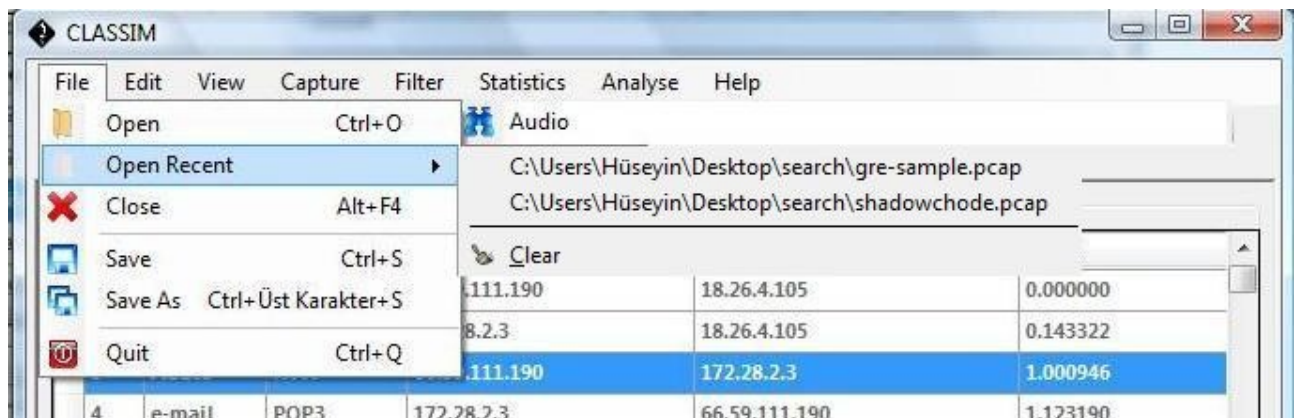 CLASSIM
File Edit View Capture Filter Statistics Analyse Help
Open Ctrl+O
Audio
Open Recent
C:\Users\Hüseyin\Desktop\search\gre-sample.pcap
Close Alt+F4
C:\Users\Hüseyin\Desktop\search\shadowchode.pcap
Save Ctrl+S
Clear
Save As Ctrl+Üst Karakter+S
.111.190 18.26.4.105 0.000000
8.2.3 18.26.4.105 0.143322
Quit Ctrl+Q
.111.190 172.28.2.3 1.000946
4 e-mail POP3 172.28.2.3 66.59.111.190 1.123190